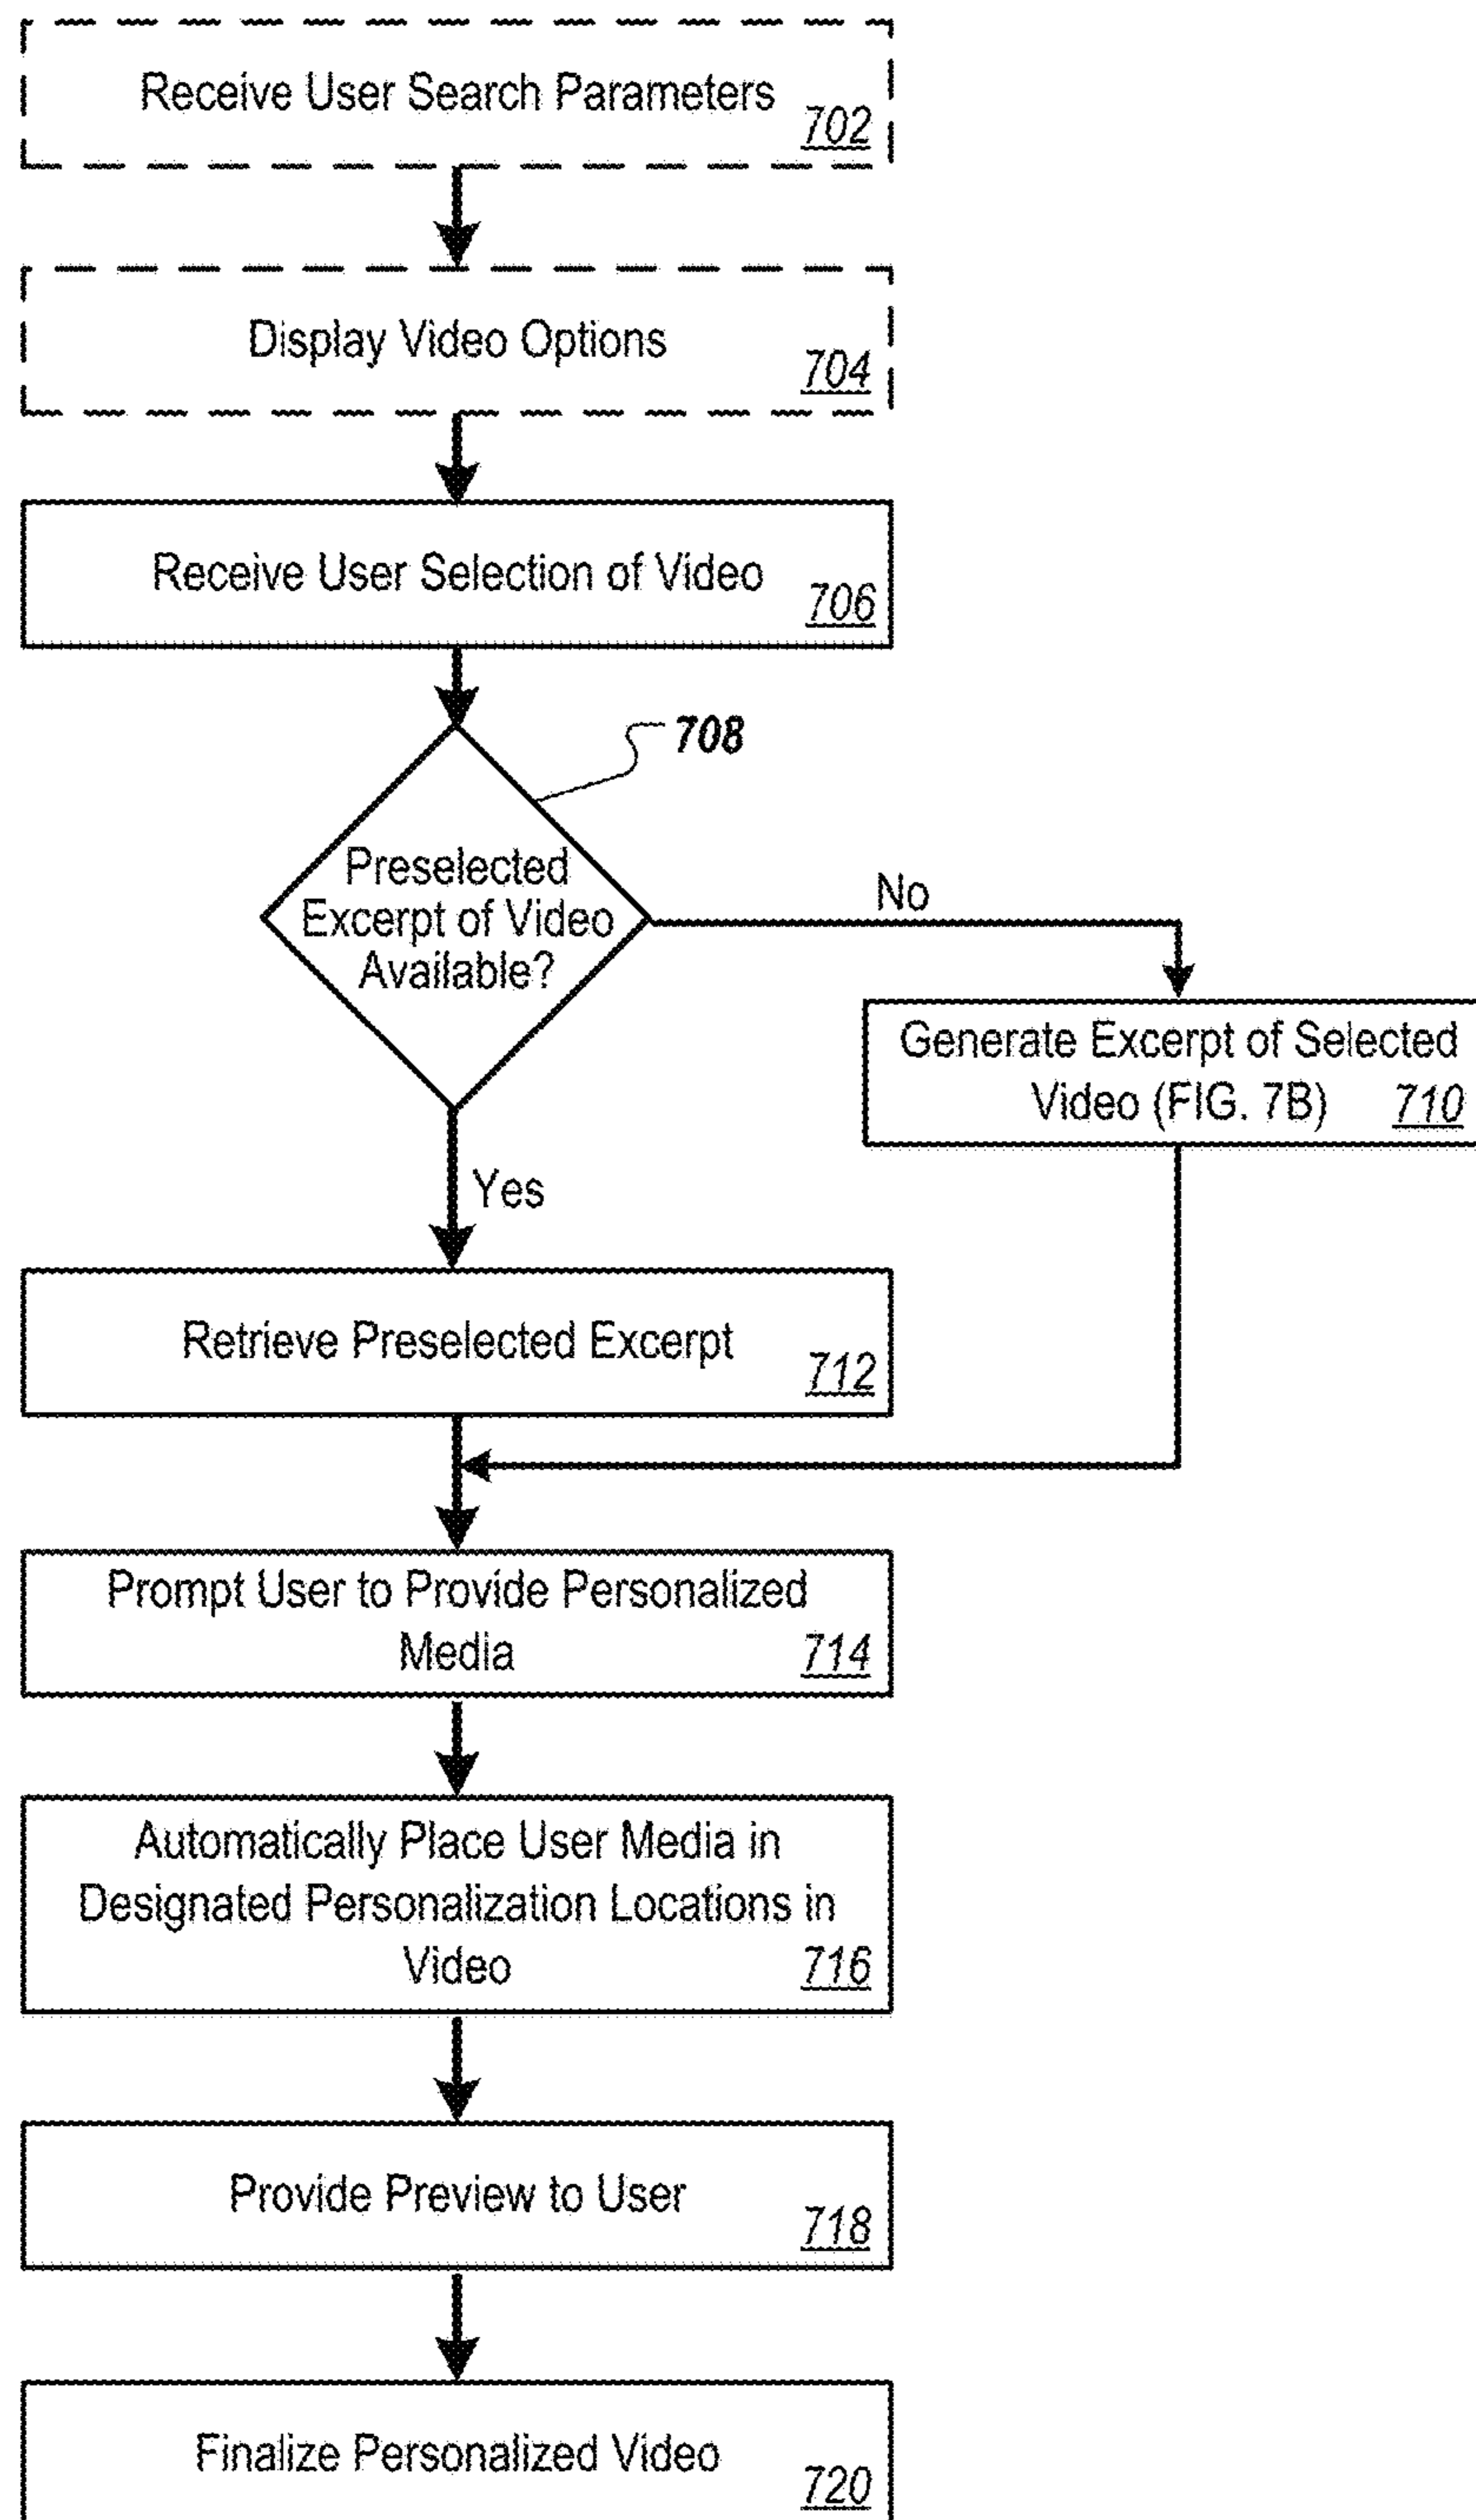 Receive User Search Parameters
702
Display Video Options
704
Receive User Selection of Video
706
708
Preselected
Excerpt of Video
Available?
No
Generate Excerpt of Selected
Video (FIG. 7B) 710
Yes
Retrieve Preselected Excerpt
712
Prompt User to Provide Personalized
Media 714
Automatically Place User Media in
Designated Personalization Locations in
Video 716
Provide Preview to User
718
Finalize Personalized Video
720